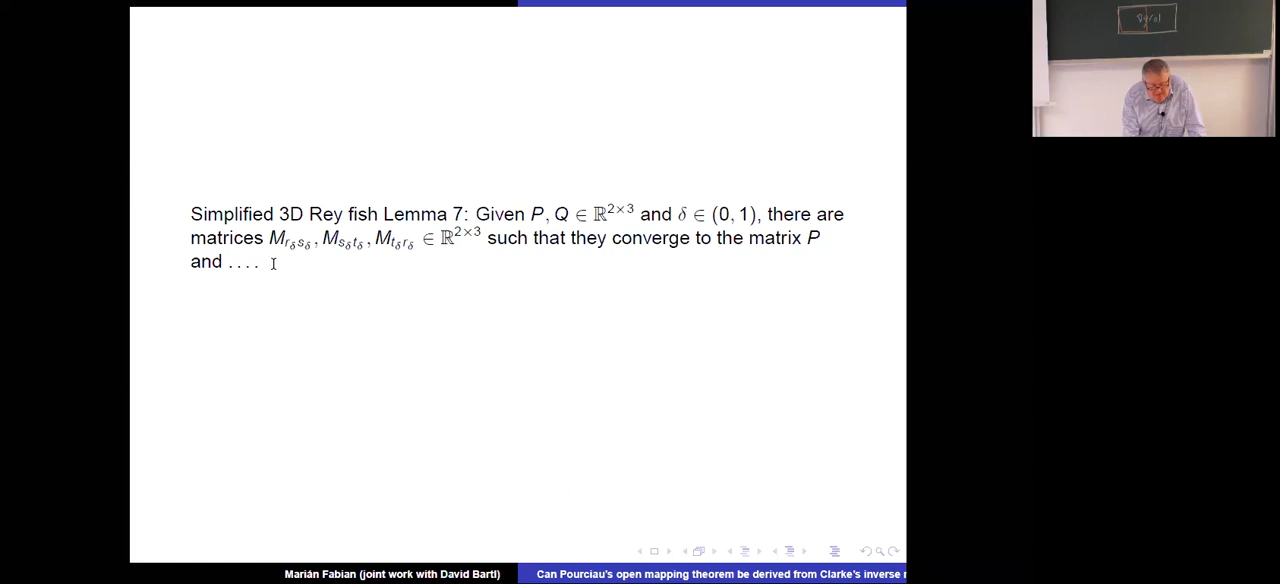 Simplified 3D Rey fish Lemma 7: Given P, Q ∈ ℝ^{2×3} and δ ∈ (0, 1), there are
matrices M_{r_δ s_δ}, M_{s_δ t_δ}, M_{t_δ r_δ} ∈ ℝ^{2×3} such that they converge to the matrix P
and . . . .
Marián Fabian (joint work with David Bartl)
Can Pourciau's open mapping theorem be derived from Clarke's inverse